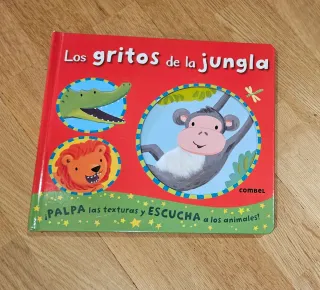 Los gritos de la jungla
COMBEL
¡PALPA las texturas y ESCUCHA a los animales!